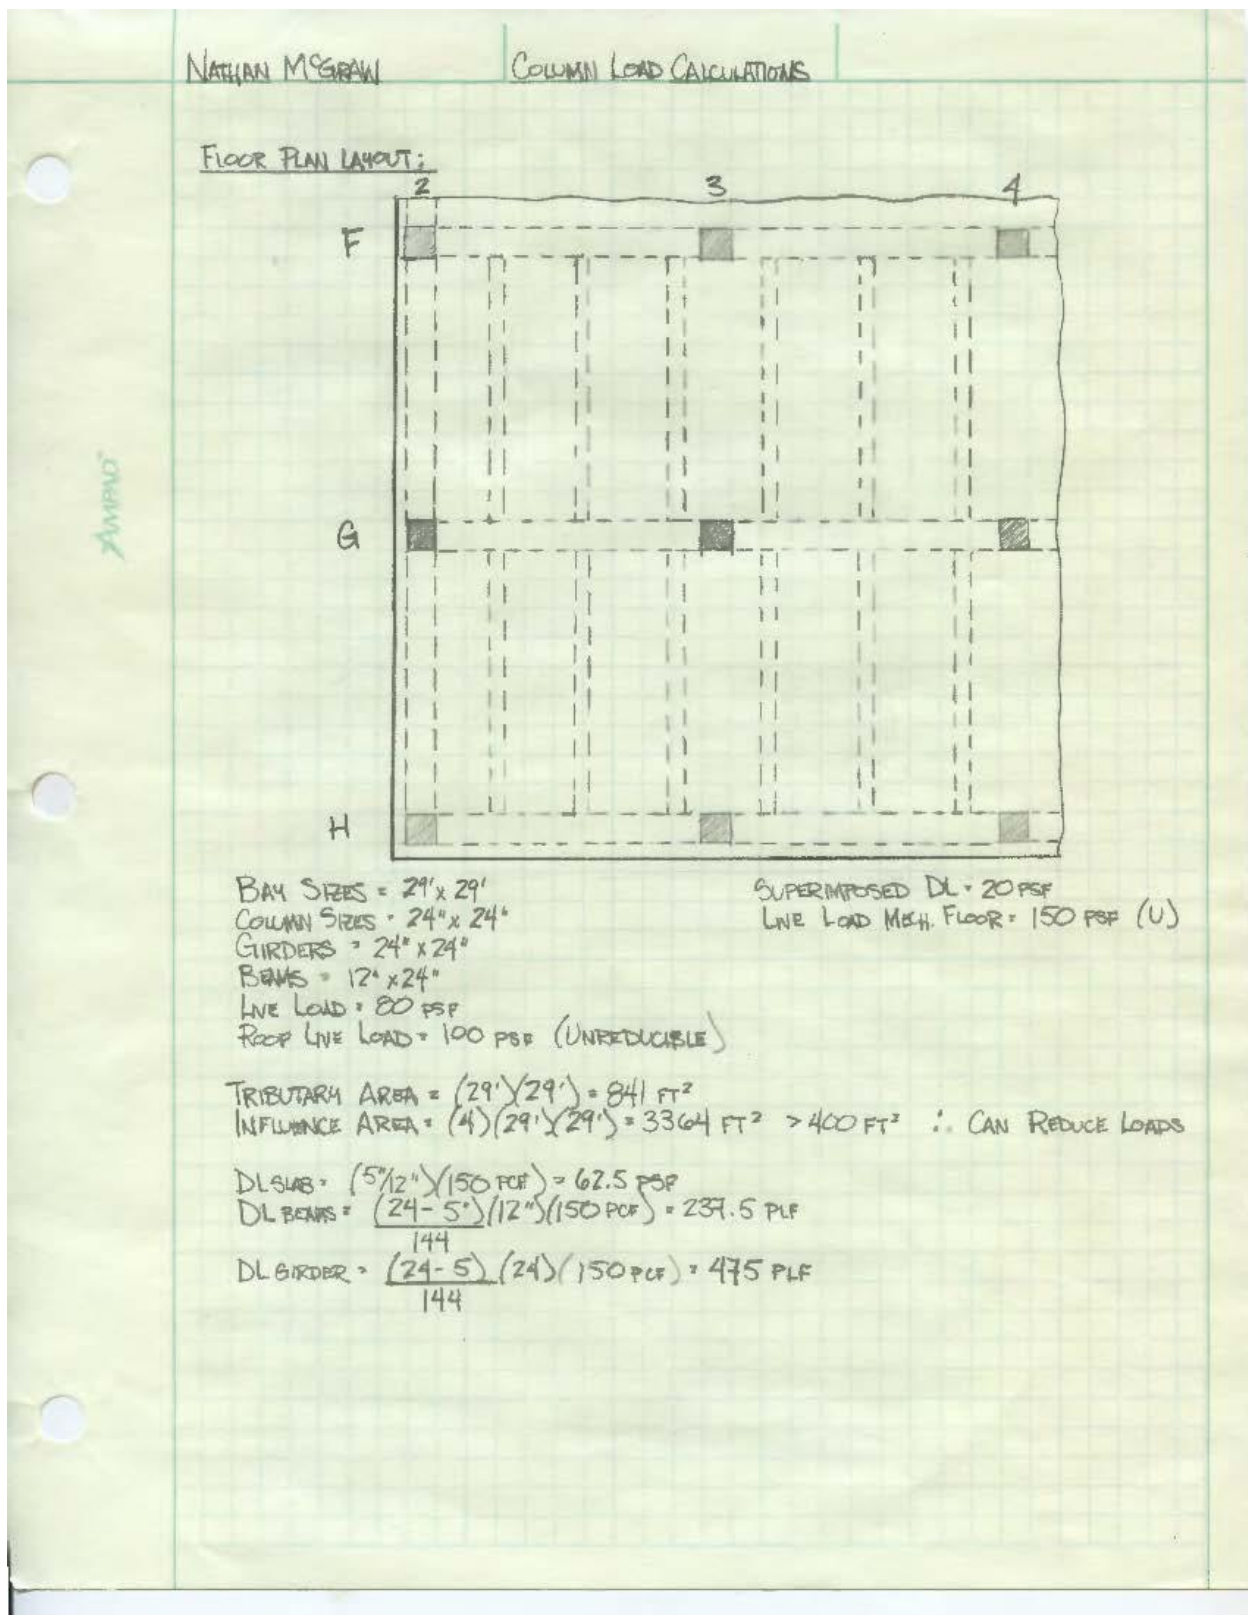 NATHAN McGRAW
COLUMN LOAD CALCULATIONS
FLOOR PLAN LAYOUT:
2 3 4
F
G
H
AMPAD™
BAY SIZES = 29' x 29'
COLUMN SIZES = 24" x 24"
GIRDERS = 24" x 24"
BEAMS = 12" x 24"
LIVE LOAD = 80 PSF
ROOF LIVE LOAD = 100 PSF (UNREDUCIBLE)
SUPERIMPOSED DL = 20 PSF
LIVE LOAD MECH. FLOOR = 150 PSF (U)
TRIBUTARY AREA = (29')(29') = 841 FT²
INFLUENCE AREA = (4)(29')(29') = 3364 FT² > 400 FT² ∴ CAN REDUCE LOADS
DL SLAB = (5"/12")(150 PCF) = 62.5 PSF
DL BEAMS = (24 - 5")(12")(150 PCF) = 237.5 PLF
144
DL GIRDER = (24 - 5)(24)(150 PCF) = 475 PLF
144